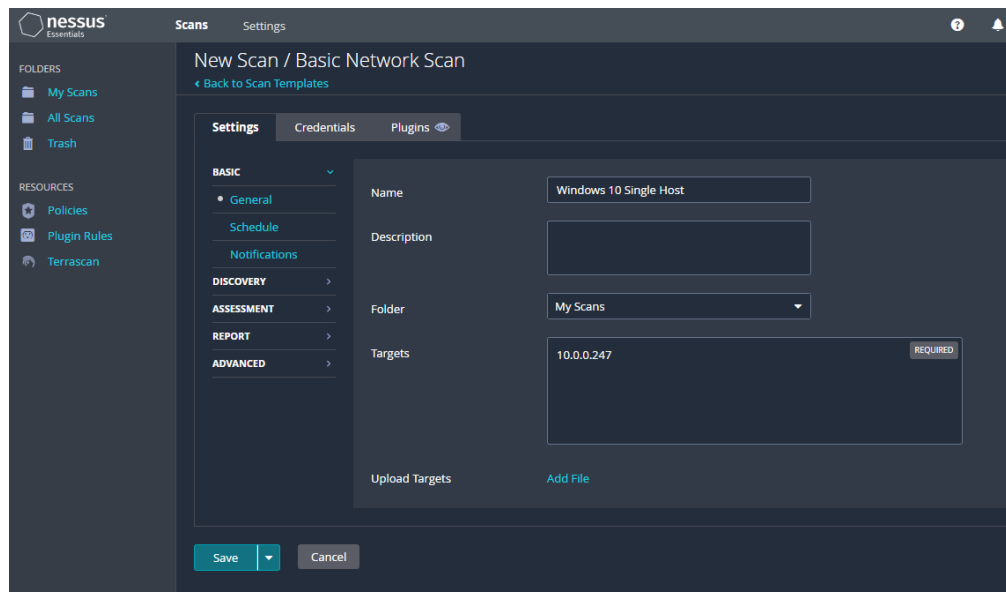 nessus Scans Settings
Essentials
New Scan / Basic Network Scan
Back to Scan Templates
FOLDERS
My Scans
All Scans
Trash
RESOURCES
Policies
Plugin Rules
Terrascan
Settings Credentials Plugins
BASIC
General
Schedule
Notifications
DISCOVERY
ASSESSMENT
REPORT
ADVANCED
Name Windows 10 Single Host
Description
Folder My Scans
Targets 10.0.0.247 REQUIRED
Upload Targets Add File
Save Cancel